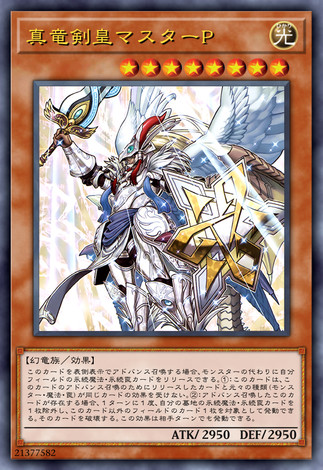 真竜剣皇マスターP
光
【幻竜族/効果】
このカードを表側表示でアドバンス召喚する場合、モンスターの代わりに自分
フィールドの永続魔法・永続罠カードをリリースできる。①:このカードは、こ
のカードのアドバンス召喚のためにリリースしたカードと元々の種類(モンス
ター・魔法・罠)が同じカードの効果を受けない。②:アドバンス召喚したこのカ
ードが存在する場合、1ターンに1度、自分の墓地の永続魔法・永続罠カードを
1枚除外し、このカード以外のフィールドのカード1枚を対象として発動でき
る。そのカードを破壊する。この効果は相手ターンでも発動できる。
ATK/ 2950 DEF/ 2950
21377582